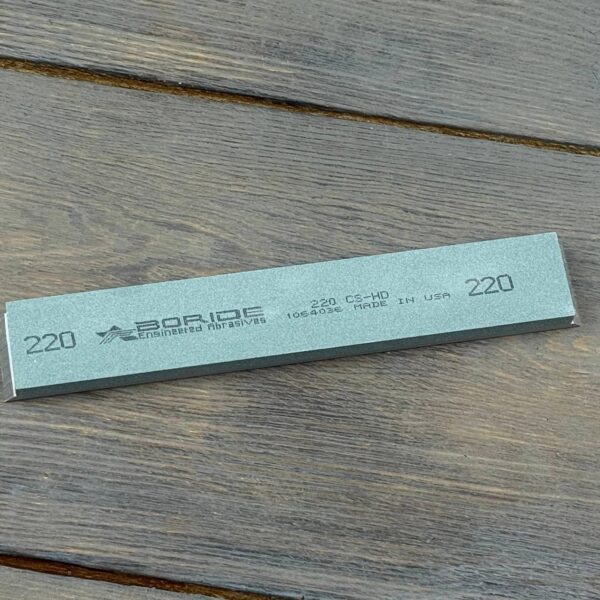 220
BORIDE
Engineered Abrasives
220 CS-HD
1054036 MADE IN USA
220